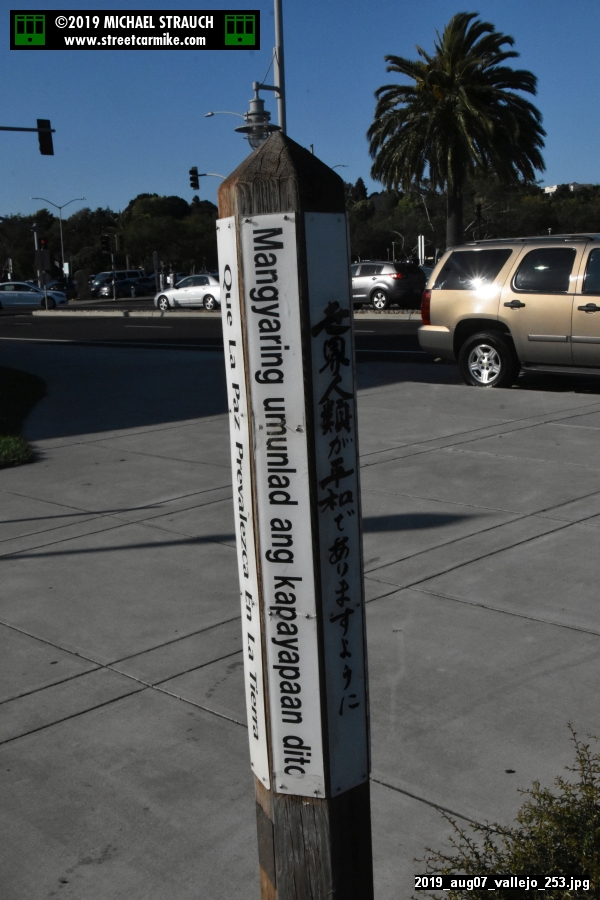 ©2019 MICHAEL STRAUCH
www.streetcarmike.com
Que La Paz Prevalezca En La Tierra
Mangyaring umunlad ang kapayapaan ditc
世界人類が平和でありますように
2019_aug07_vallejo_253.jpg